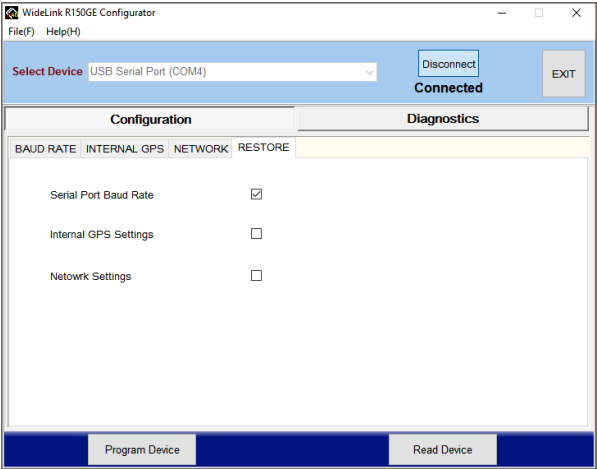 WideLink R150GE Configurator
File(F) Help(H)
Select Device USB Serial Port (COM4)
Disconnect
Connected
EXIT
Configuration Diagnostics
BAUD RATE INTERNAL GPS NETWORK RESTORE
Serial Port Baud Rate
Internal GPS Settings
Netowrk Settings
Program Device Read Device